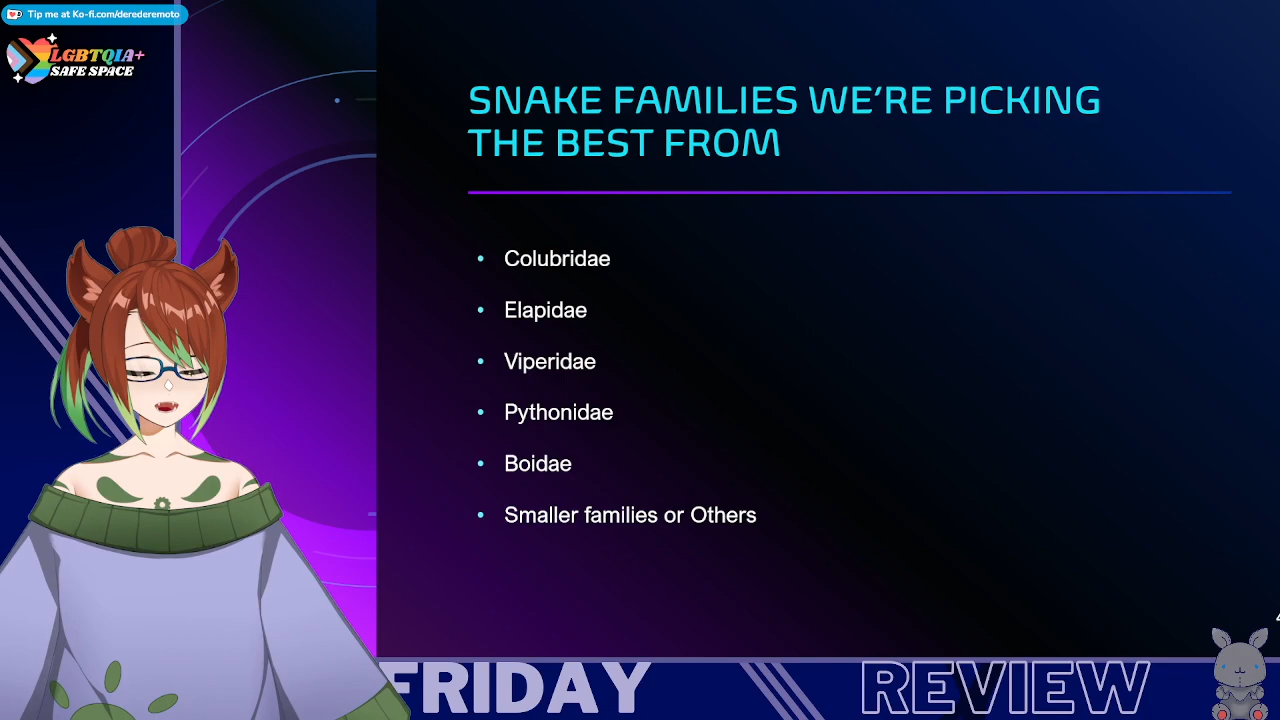 Tip me at Ko-fi.com/derederemoto
LGBTQIA+
SAFE SPACE
SNAKE FAMILIES WE'RE PICKING
THE BEST FROM
• Colubridae
• Elapidae
• Viperidae
• Pythonidae
• Boidae
• Smaller families or Others
FRIDAY REVIEW